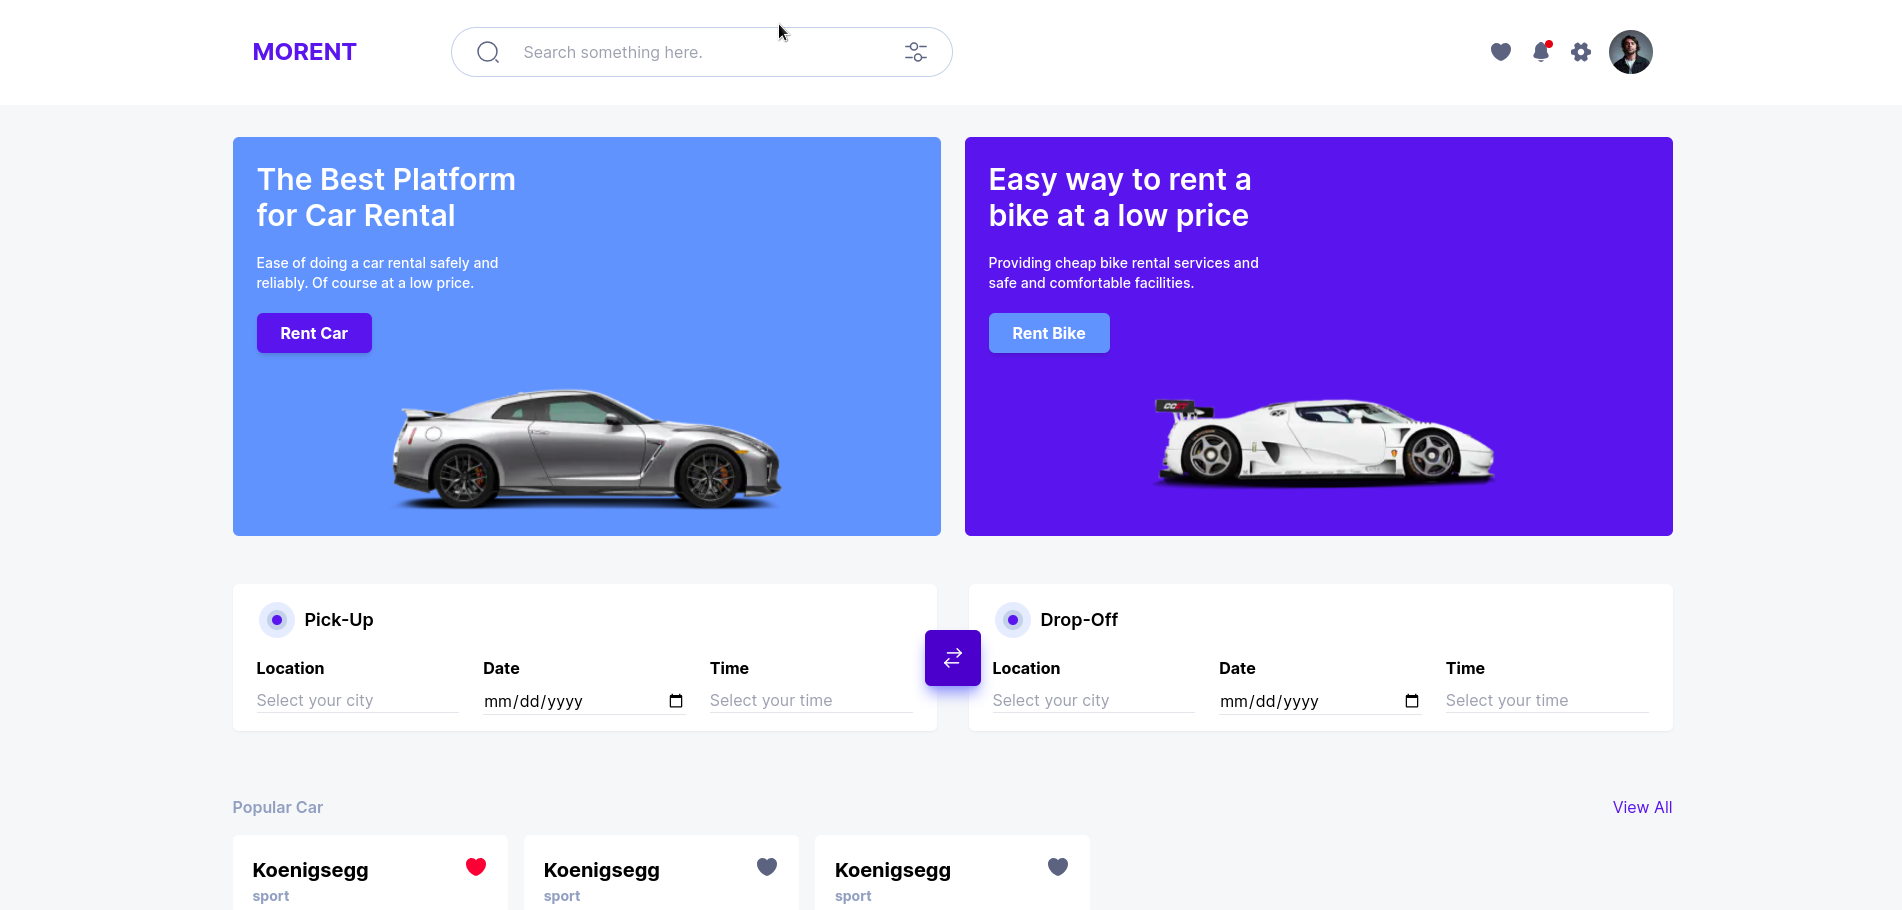 MORENT
Search something here.
The Best Platform
for Car Rental
Ease of doing a car rental safely and
reliably. Of course at a low price.
Rent Car
Easy way to rent a
bike at a low price
Providing cheap bike rental services and
safe and comfortable facilities.
Rent Bike
Pick-Up
Location
Date
Time
Select your city
mm/dd/yyyy
Select your time
Drop-Off
Location
Date
Time
Select your city
mm/dd/yyyy
Select your time
Popular Car
View All
Koenigsegg
sport
Koenigsegg
sport
Koenigsegg
sport